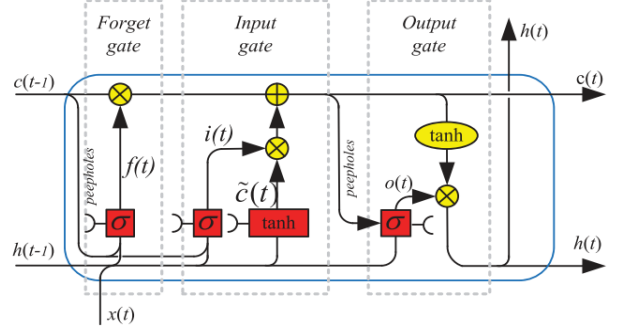 Forget
gate
Input
gate
Output
gate
h(t)
c(t-1)
c(t)
peepholes
f(t)
i(t)
c̃(t)
peepholes
tanh
o(t)
σ
σ
tanh
σ
h(t-1)
h(t)
x(t)